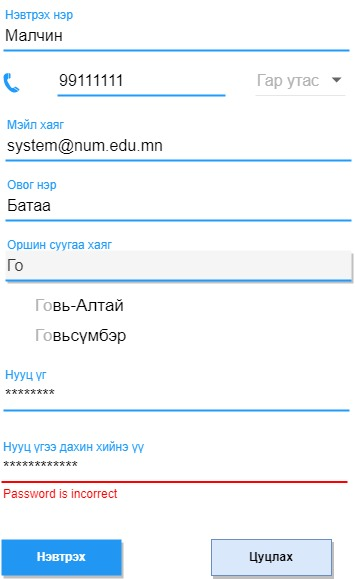 Нэвтрэх нэр
Малчин
99111111 Гар утас
Мэйл хаяг
system@num.edu.mn
Овог нэр
Батаа
Оршин суугаа хаяг
Го
Говь-Алтай
Говьсүмбэр
Нууц үг
********
Нууц үгээ дахин хийнэ үү
************
Password is incorrect
Нэвтрэх Цуцлах